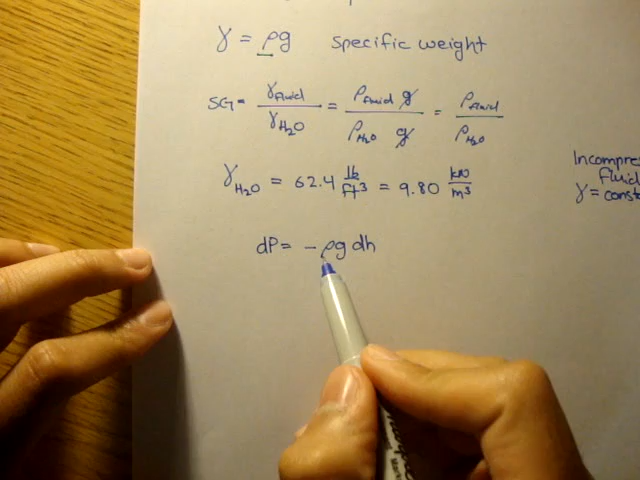 γ = ρg specific weight
SG = γfluid / γH₂O = ρfluid g / ρH₂O g = ρfluid / ρH₂O
γH₂O = 62.4 lb/ft³ = 9.80 kN/m³
Incompres
fluid
γ = const
dP = - ρg dh